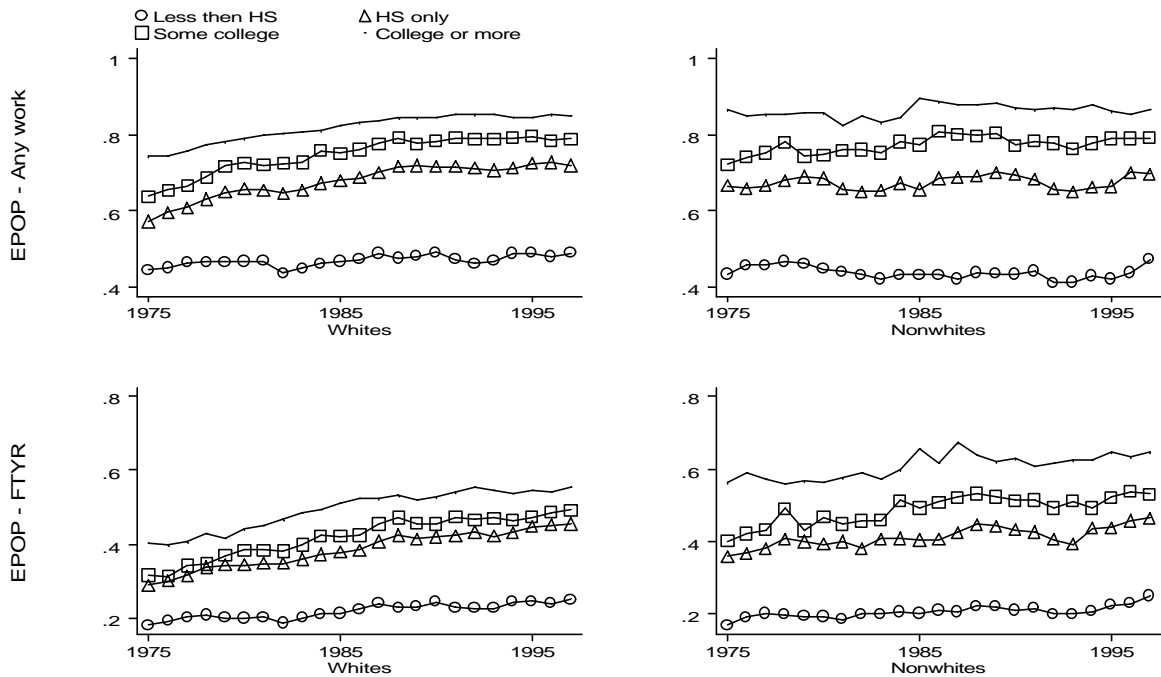 Less then HS HS only
Some college College or more
EPOP - Any work
1
.8
.6
.4
1975 1985 1995
Whites
1
.8
.6
.4
1975 1985 1995
Nonwhites
EPOP - FTYR
.8
.6
.4
.2
1975 1985 1995
Whites
.8
.6
.4
.2
1975 1985 1995
Nonwhites